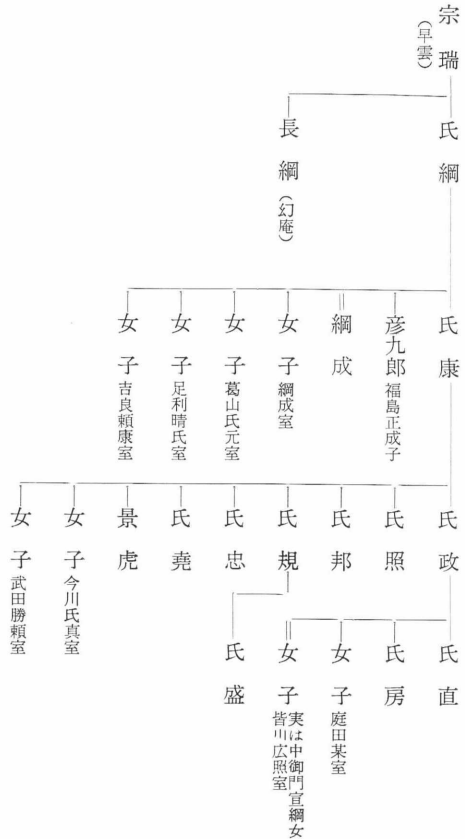 宗瑞
(早雲)
氏綱
長綱(幻庵)
氏康
彦九郎 福島正成子
綱成
女子 綱成室
女子 葛山氏元室
女子 足利晴氏室
女子 吉良頼康室
氏政
氏照
氏邦
氏規
氏忠
氏堯
景虎
女子 今川氏真室
女子 武田勝頼室
氏直
氏房
女子 庭田某室
女子 実は中御門宣綱女
皆川広照室
氏盛